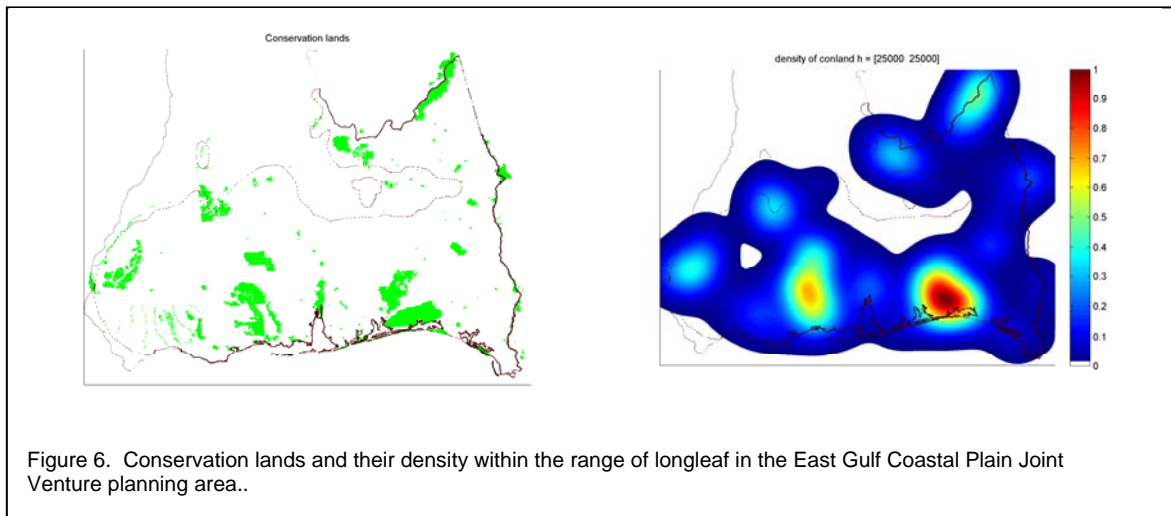 Conservation lands
density of conland h = [25000 25000]
1
0.9
0.8
0.7
0.6
0.5
0.4
0.3
0.2
0.1
0
Figure 6. Conservation lands and their density within the range of longleaf in the East Gulf Coastal Plain Joint
Venture planning area..